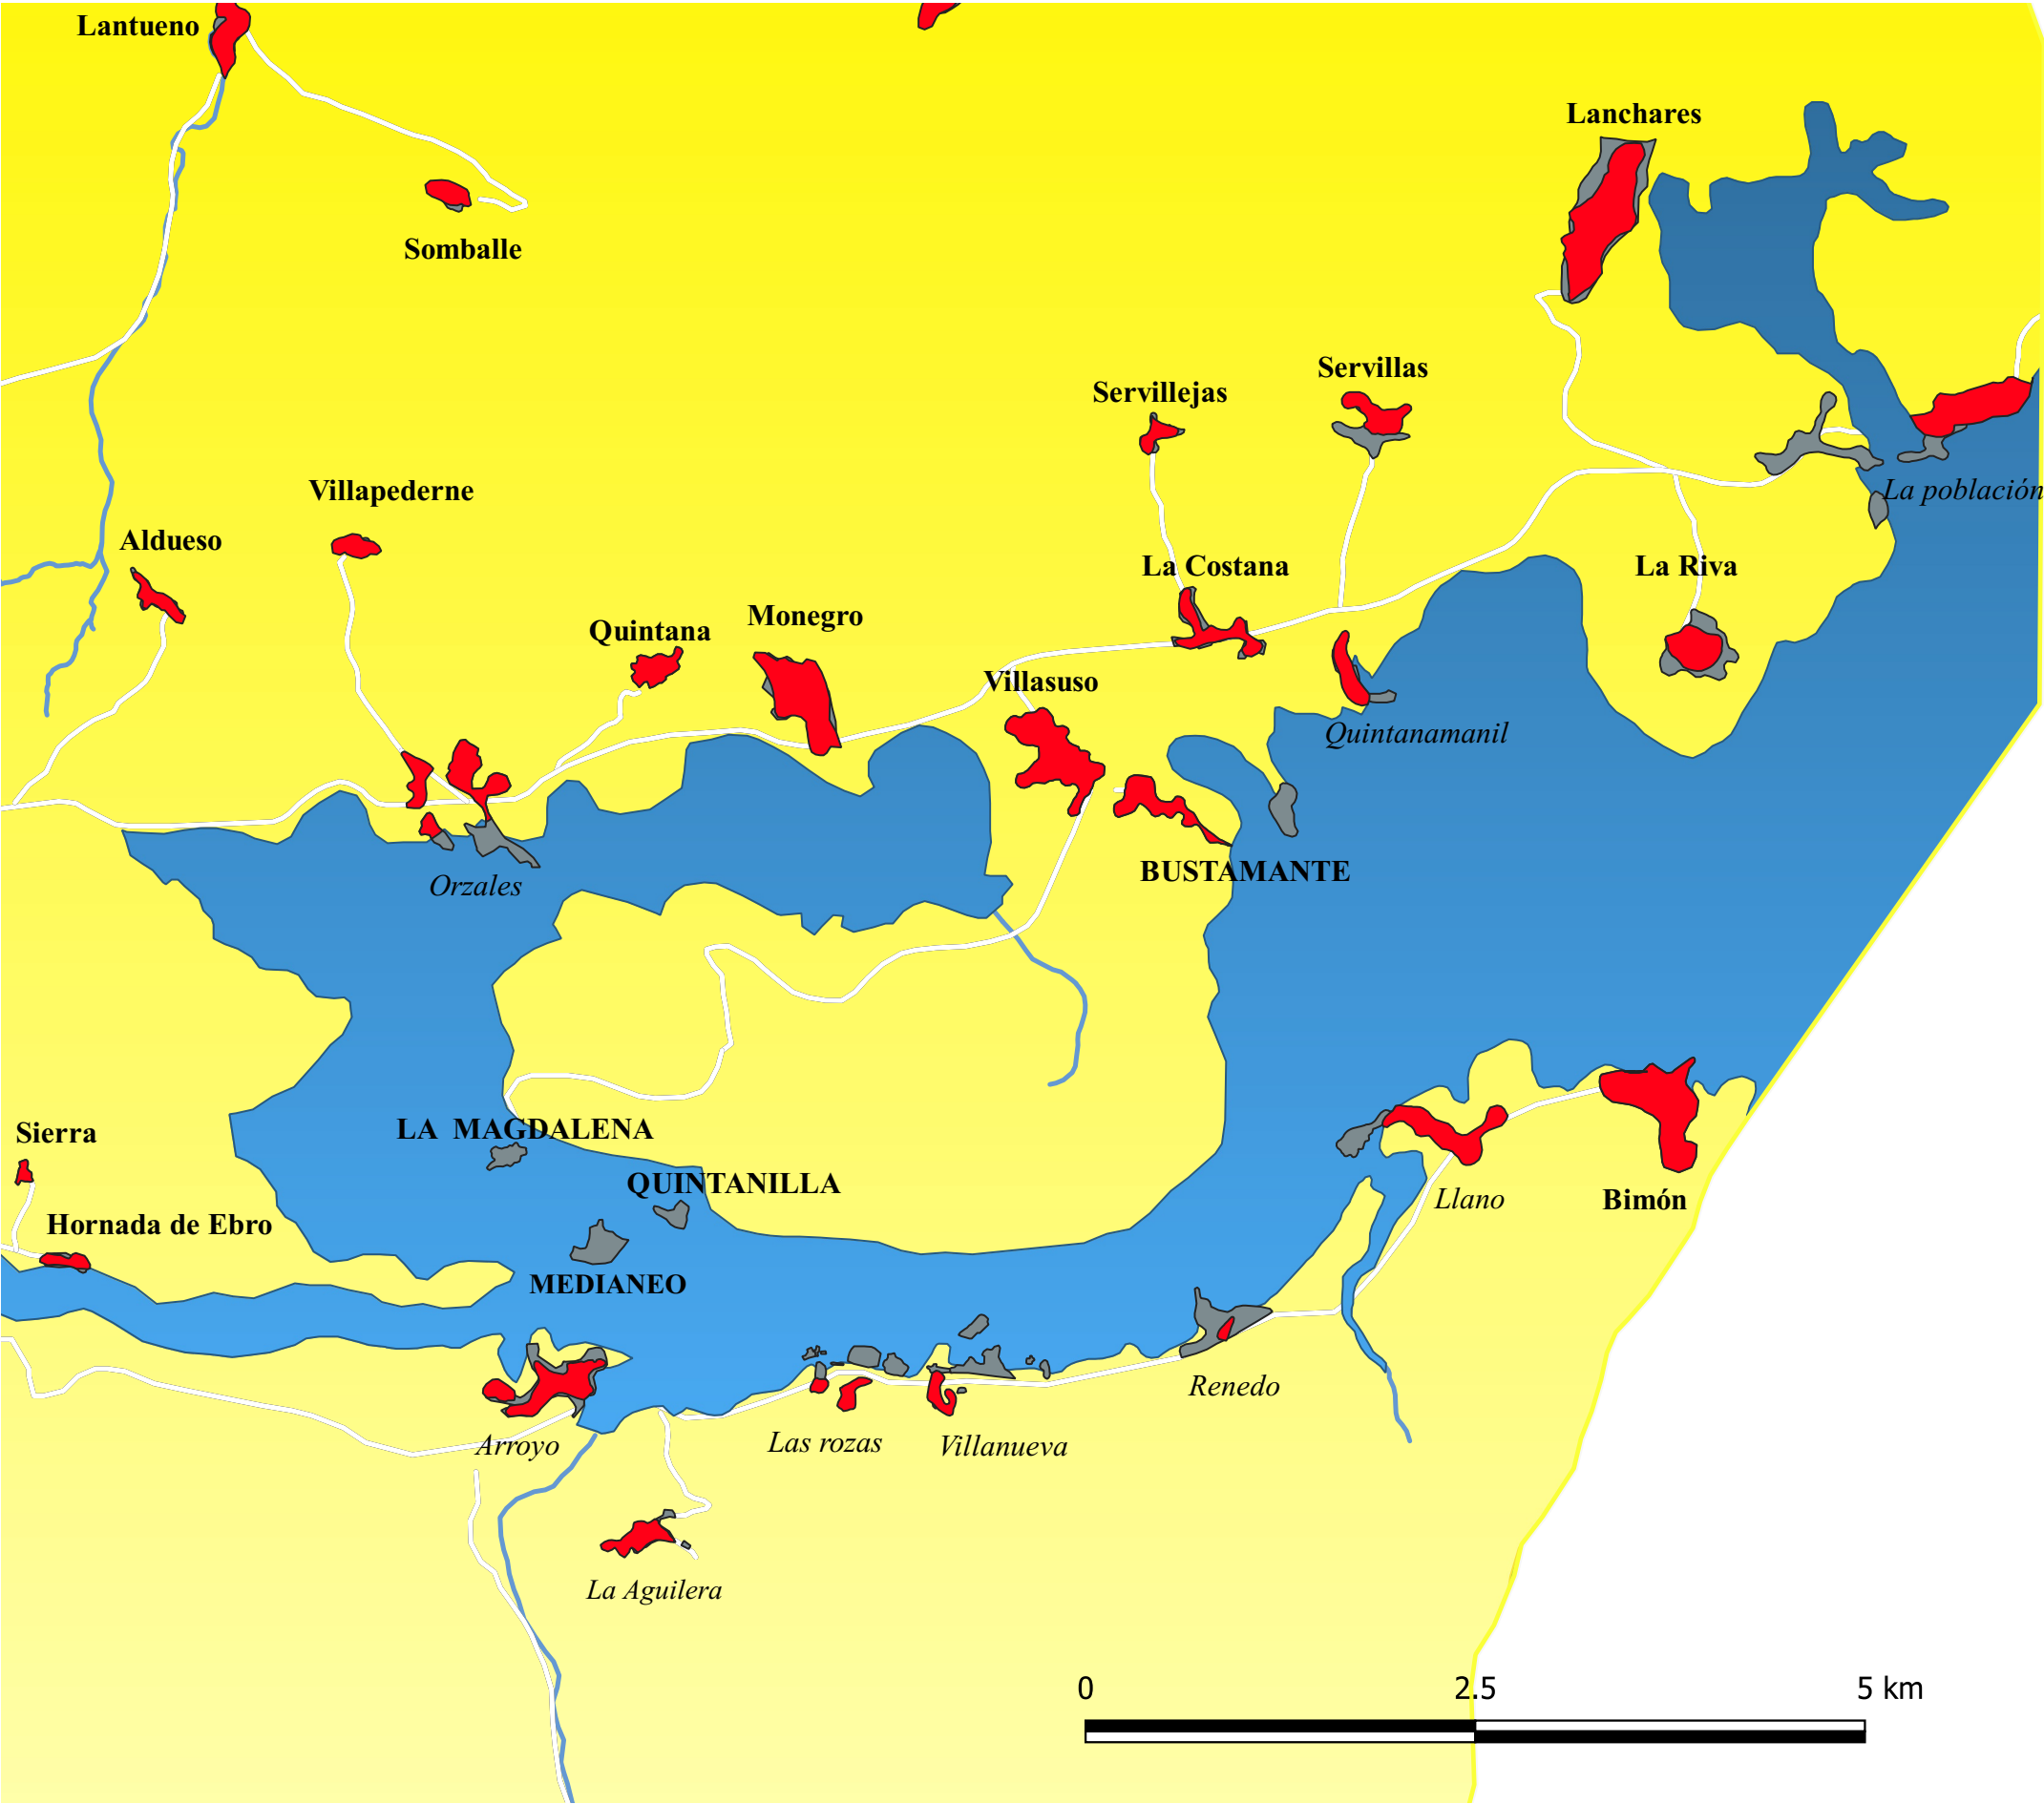 Lantueno
Lanchares
Somballe
Servillas
Servillejas
Villapederne
La población
Aldueso
La Costana
La Riva
Monegro
Quintana
Villasuso
Quintanamanil
BUSTAMANTE
Orzales
LA MAGDALENA
Sierra
QUINTANILLA
Llano
Bimón
Hornada de Ebro
MEDIANEO
Renedo
Arroyo
Las rozas
Villanueva
La Aguilera
0 2.5 5 km